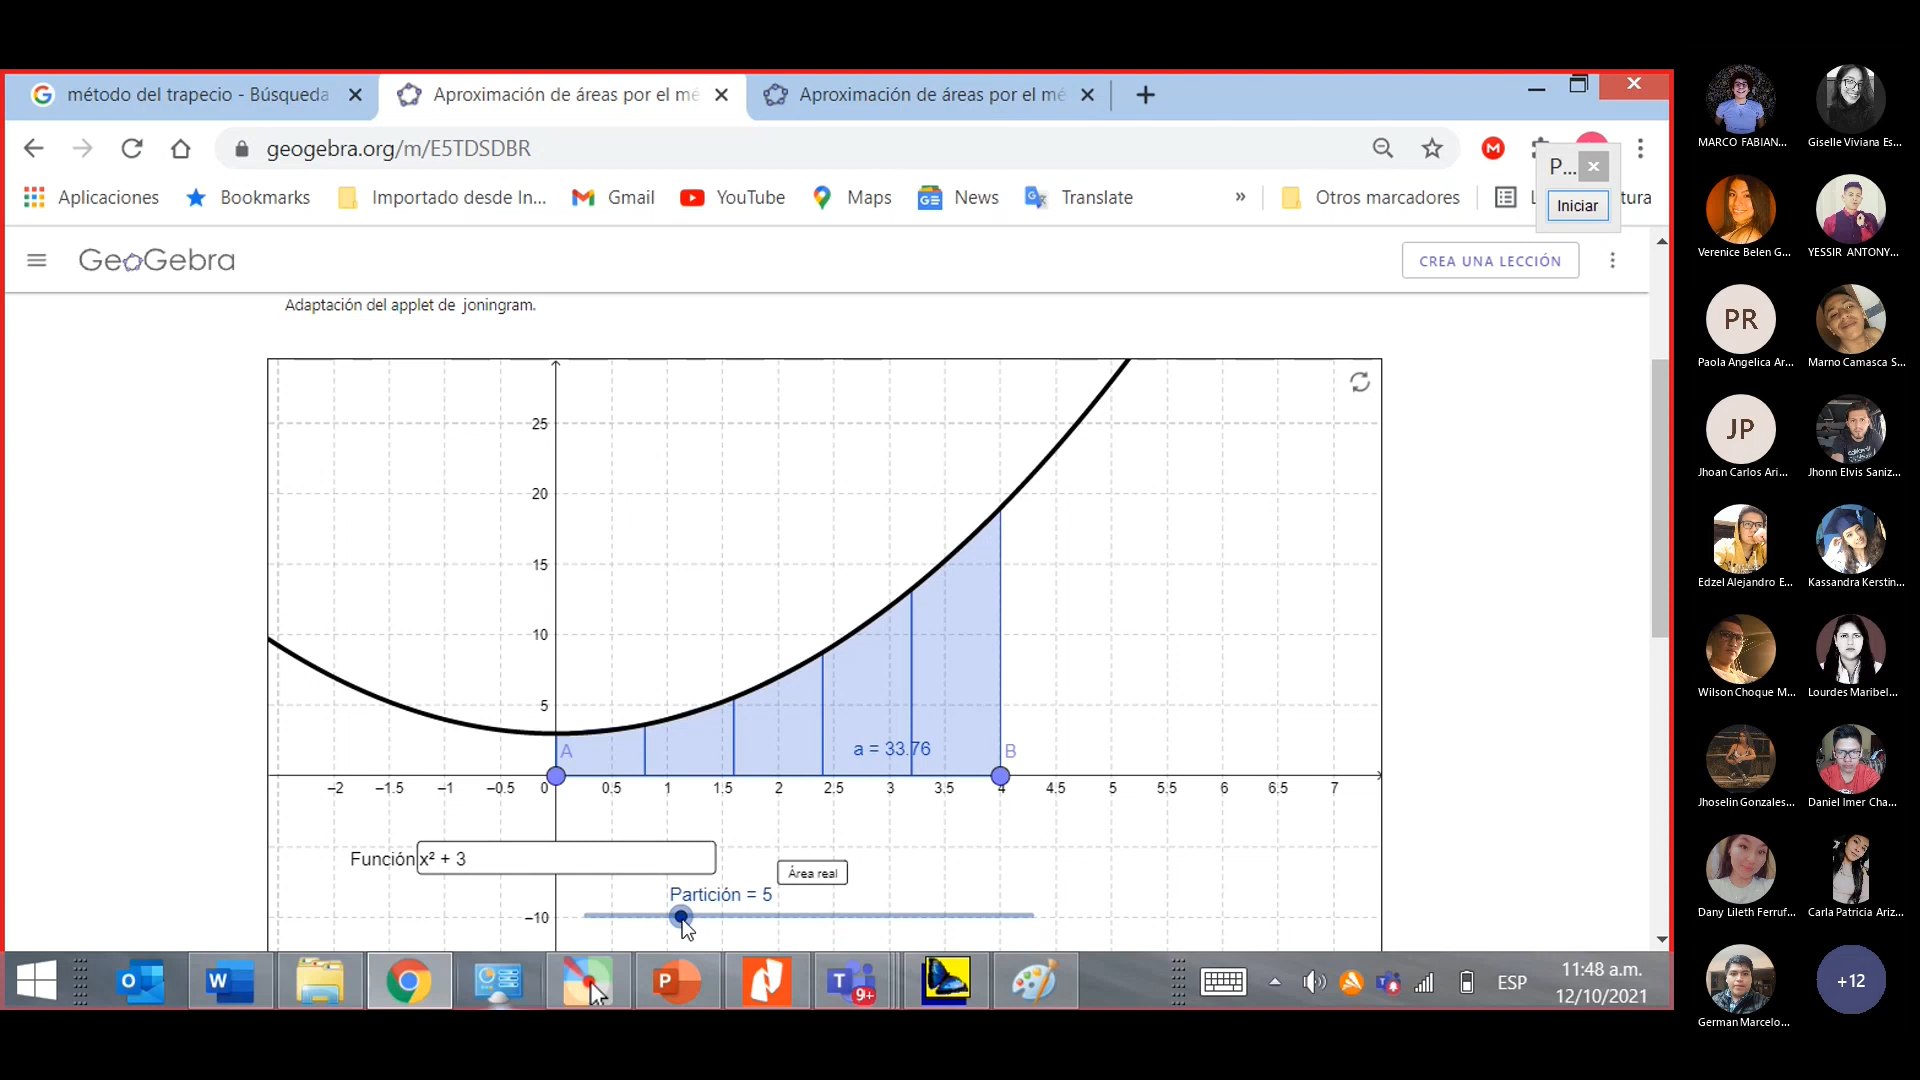 método del trapecio - Búsqueda
Aproximación de áreas por el mé
Aproximación de áreas por el mé
geogebra.org/m/E5TDSDBR
P...
Iniciar
Aplicaciones
Bookmarks
Importado desde In...
Gmail
YouTube
Maps
News
Translate
»
Otros marcadores
L
tura
GeoGebra
CREA UNA LECCIÓN
Adaptación del applet de joningram.
25
20
15
10
5
A
a = 33.76
B
–2
–1.5
–1
–0.5
0
0.5
1
1.5
2
2.5
3
3.5
4
4.5
5
5.5
6
6.5
7
Función x² + 3
Área real
Partición = 5
–10
9+
ESP
11:48 a.m.
12/10/2021
MARCO FABIAN...
Giselle Viviana Es...
Verenice Belen G...
YESSIR ANTONY...
PR
Paola Angelica Ar...
Marno Camasca S...
JP
Jhoan Carlos Ari...
Jhonn Elvis Saniz...
Edzel Alejandro E...
Kassandra Kerstin...
Wilson Choque M...
Lourdes Maribel...
Jhoselin Gonzales...
Daniel Imer Cha...
Dany Lileth Ferruf...
Carla Patricia Ariz...
German Marcelo...
+12